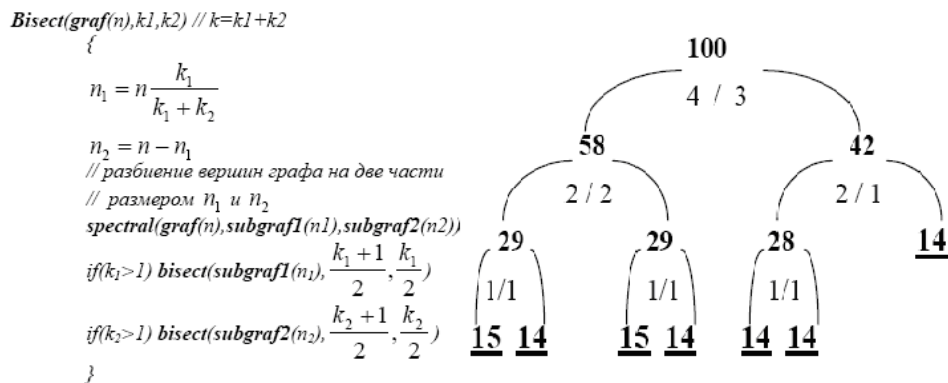 Bisect(graf(n),k1,k2) // k=k1+k2
{
n₁ = n k₁/(k₁ + k₂)
n₂ = n − n₁
// разбиение вершин графа на две части
// размером n₁ и n₂
spectral(graf(n),subgraf1(n1),subgraf2(n2))
if(k₁>1) bisect(subgraf1(n₁), (k₁ + 1)/2, k₁/2)
if(k₂>1) bisect(subgraf2(n₂), (k₂ + 1)/2, k₂/2)
}
100
4 / 3
58 42
2 / 2 2 / 1
29 29 28 14
1/1 1/1 1/1
15 14 15 14 14 14